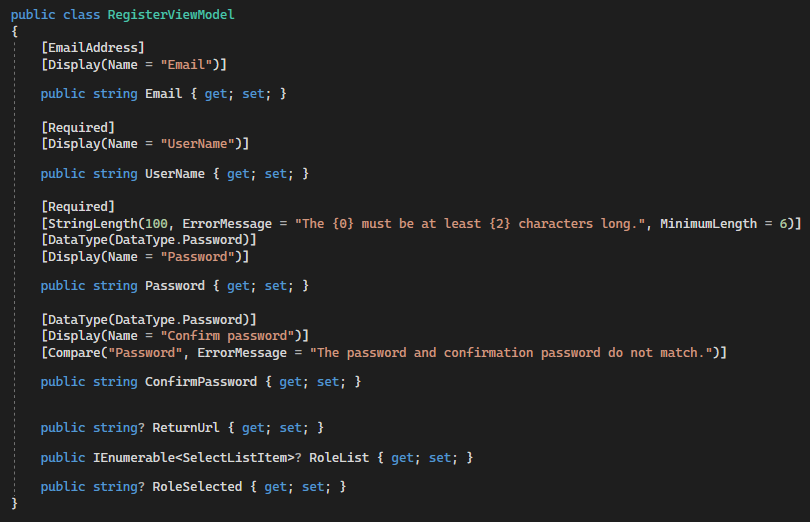 public class RegisterViewModel
{
[EmailAddress]
[Display(Name = "Email")]
public string Email { get; set; }
[Required]
[Display(Name = "UserName")]
public string UserName { get; set; }
[Required]
[StringLength(100, ErrorMessage = "The {0} must be at least {2} characters long.", MinimumLength = 6)]
[DataType(DataType.Password)]
[Display(Name = "Password")]
public string Password { get; set; }
[DataType(DataType.Password)]
[Display(Name = "Confirm password")]
[Compare("Password", ErrorMessage = "The password and confirmation password do not match.")]
public string ConfirmPassword { get; set; }
public string? ReturnUrl { get; set; }
public IEnumerable<SelectListItem>? RoleList { get; set; }
public string? RoleSelected { get; set; }
}